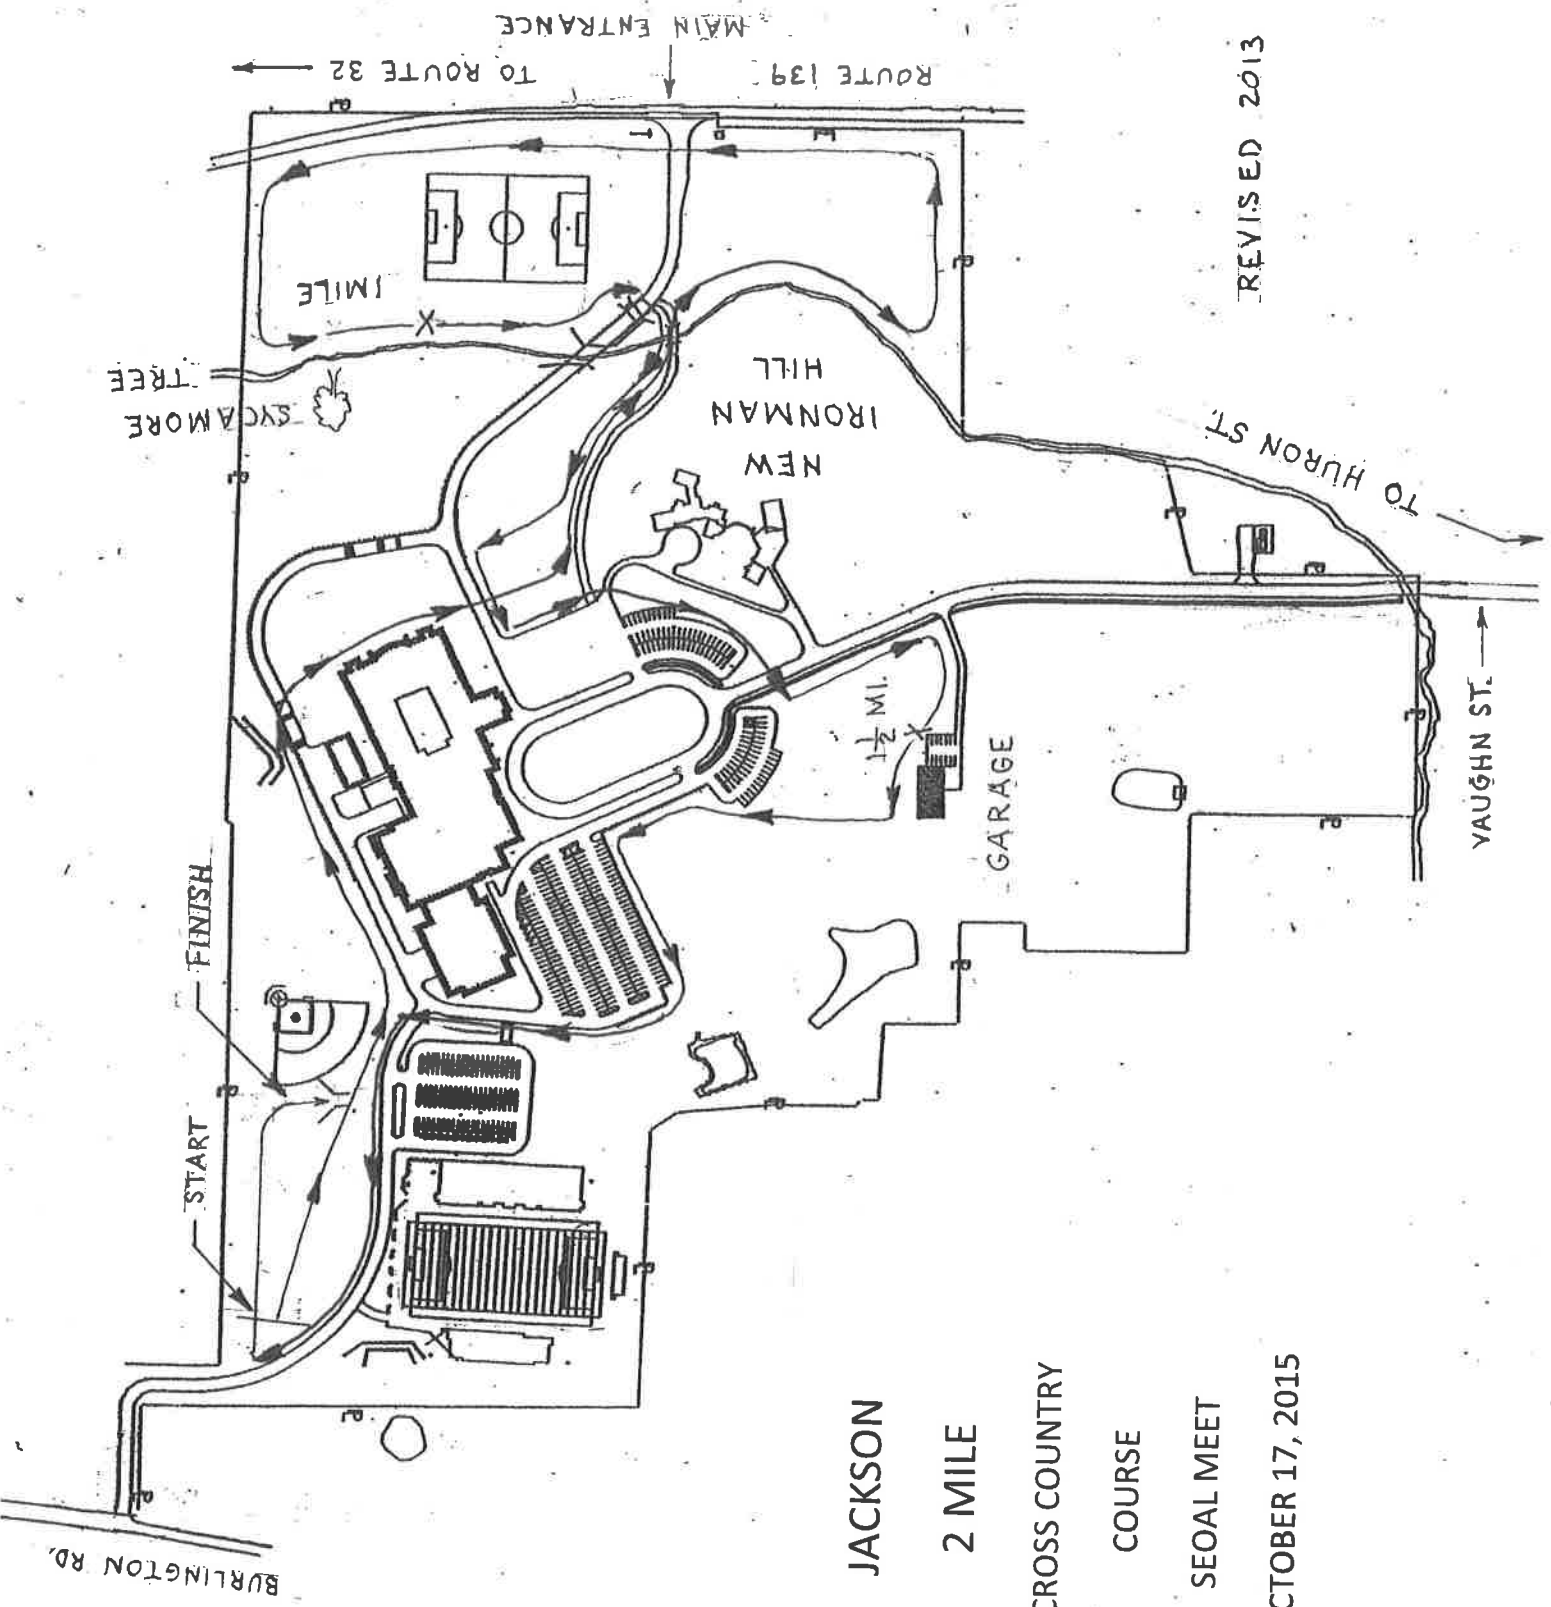 MAIN ENTRANCE
TO ROUTE 32
ROUTE 139
REVISED 2013
1 MILE
X
SYCAMORE
TREE
NEW
IRONMAN
HILL
TO HURON ST.
VAUGHN ST.
1 1/2 MI.
X
GARAGE
FINISH
START
BURLINGTON RD.
JACKSON
2 MILE
CROSS COUNTRY
COURSE
SEOAL MEET
CTOBER 17, 2015